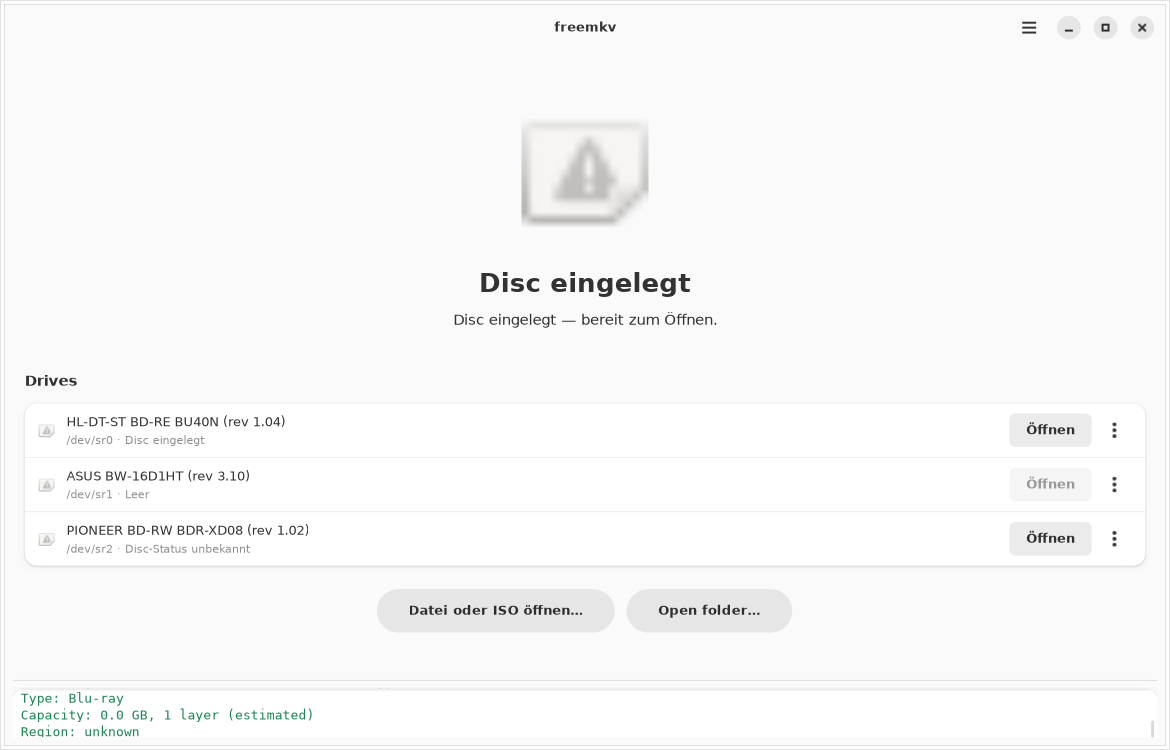 freemkv
Disc eingelegt
Disc eingelegt — bereit zum Öffnen.
Drives
HL-DT-ST BD-RE BU40N (rev 1.04)
/dev/sr0 · Disc eingelegt
Öffnen
ASUS BW-16D1HT (rev 3.10)
/dev/sr1 · Leer
Öffnen
PIONEER BD-RW BDR-XD08 (rev 1.02)
/dev/sr2 · Disc-Status unbekannt
Öffnen
Datei oder ISO öffnen…
Open folder…
Type: Blu-ray
Capacity: 0.0 GB, 1 layer (estimated)
Region: unknown